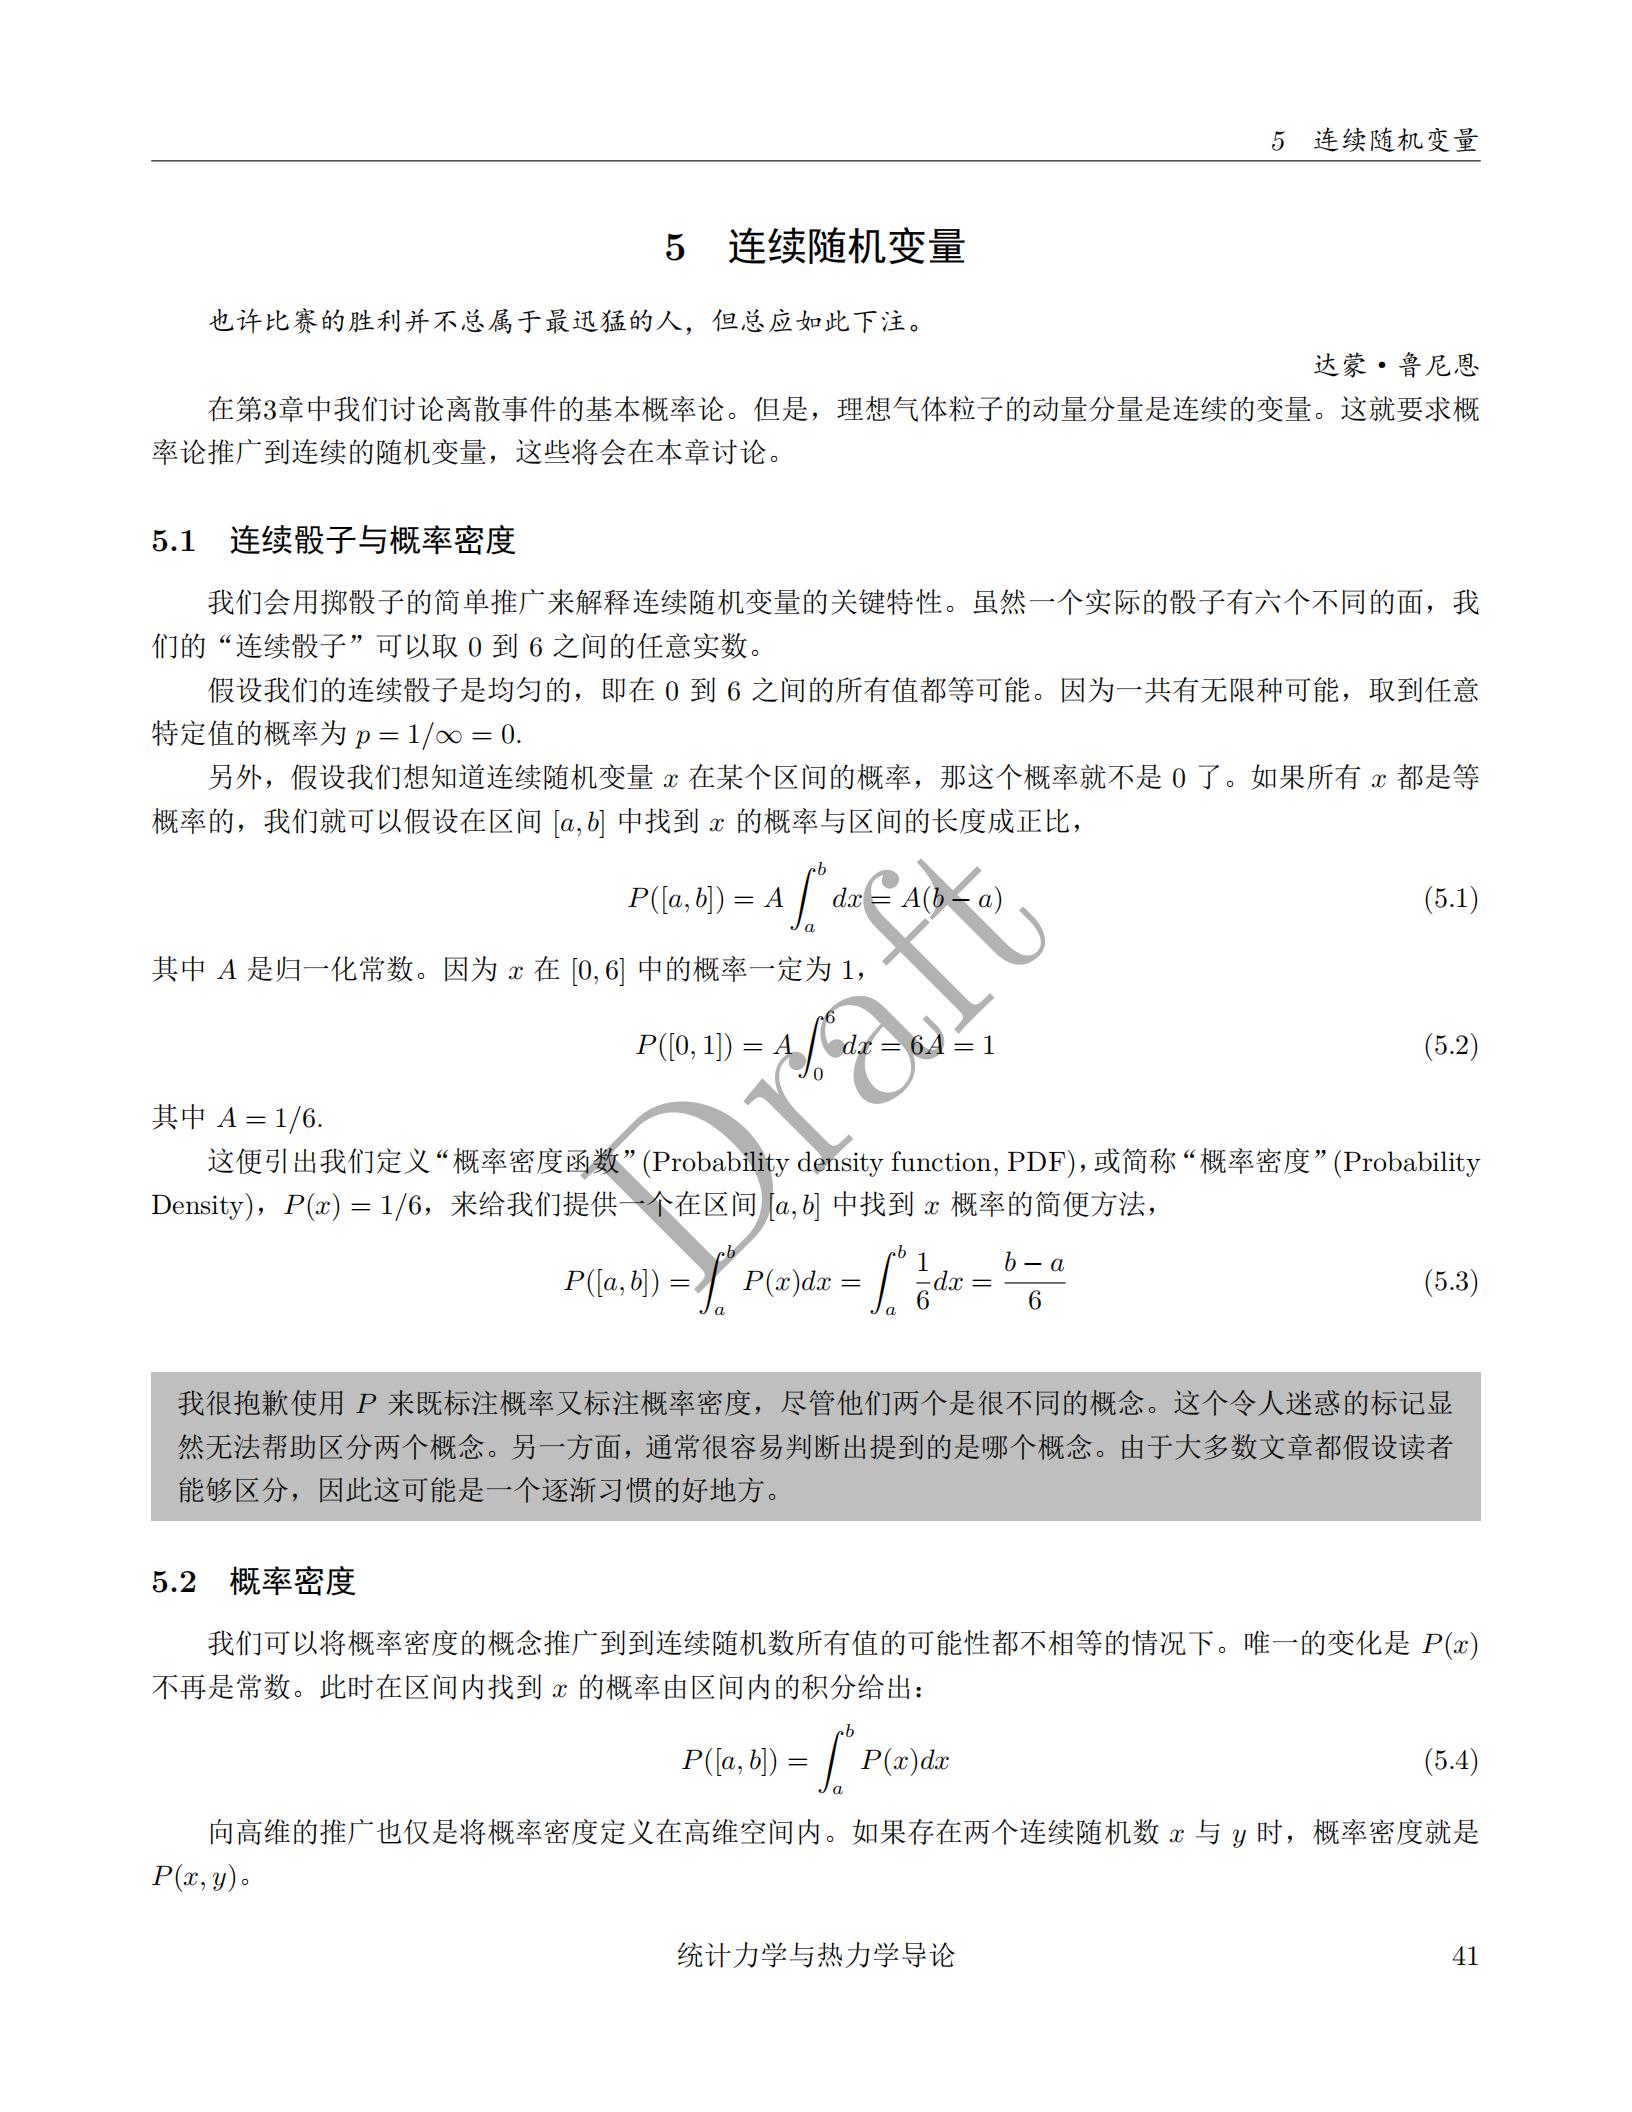 5 连续随机变量
5 连续随机变量
也许比赛的胜利并不总属于最迅猛的人，但总应如此下注。
达蒙·鲁尼恩
在第3章中我们讨论离散事件的基本概率论。但是，理想气体粒子的动量分量是连续的变量。这就要求概
率论推广到连续的随机变量，这些将会在本章讨论。
5.1 连续骰子与概率密度
我们会用掷骰子的简单推广来解释连续随机变量的关键特性。虽然一个实际的骰子有六个不同的面，我
们的“连续骰子”可以取 0 到 6 之间的任意实数。
假设我们的连续骰子是均匀的，即在 0 到 6 之间的所有值都等可能。因为一共有无限种可能，取到任意
特定值的概率为 p = 1/∞ = 0.
另外，假设我们想知道连续随机变量 x 在某个区间的概率，那这个概率就不是 0 了。如果所有 x 都是等
概率的，我们就可以假设在区间 [a, b] 中找到 x 的概率与区间的长度成正比，
P([a, b]) = A ∫_a^b dx = A(b − a) (5.1)
其中 A 是归一化常数。因为 x 在 [0, 6] 中的概率一定为 1，
P([0, 1]) = A ∫_0^6 dx = 6A = 1 (5.2)
其中 A = 1/6.
这便引出我们定义“概率密度函数”(Probability density function, PDF)，或简称“概率密度”(Probability
Density)，P(x) = 1/6，来给我们提供一个在区间 [a, b] 中找到 x 概率的简便方法，
P([a, b]) = ∫_a^b P(x)dx = ∫_a^b \frac{1}{6}dx = \frac{b − a}{6} (5.3)
我很抱歉使用 P 来既标注概率又标注概率密度，尽管他们两个是很不同的概念。这个令人迷惑的标记显
然无法帮助区分两个概念。另一方面，通常很容易判断出提到的是哪个概念。由于大多数文章都假设读者
能够区分，因此这可能是一个逐渐习惯的好地方。
5.2 概率密度
我们可以将概率密度的概念推广到到连续随机数所有值的可能性都不相等的情况下。唯一的变化是 P(x)
不再是常数。此时在区间内找到 x 的概率由区间内的积分给出：
P([a, b]) = ∫_a^b P(x)dx (5.4)
向高维的推广也仅是将概率密度定义在高维空间内。如果存在两个连续随机数 x 与 y 时，概率密度就是
P(x, y)。
统计力学与热力学导论 41
Draft